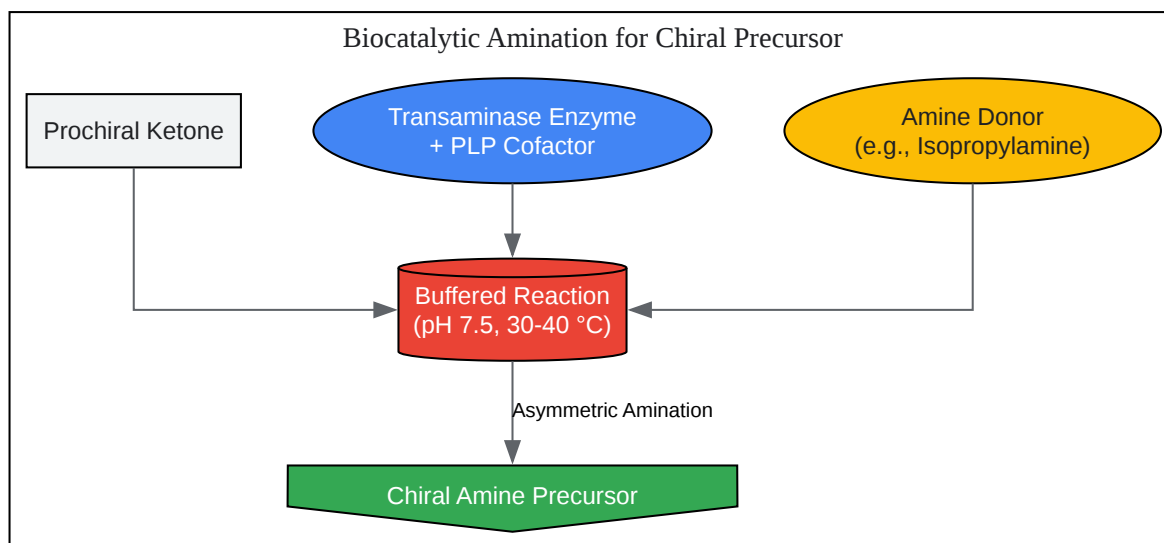 Biocatalytic Amination for Chiral Precursor
Prochiral Ketone
Transaminase Enzyme
+ PLP Cofactor
Amine Donor
(e.g., Isopropylamine)
Buffered Reaction
(pH 7.5, 30-40 °C)
Asymmetric Amination
Chiral Amine Precursor